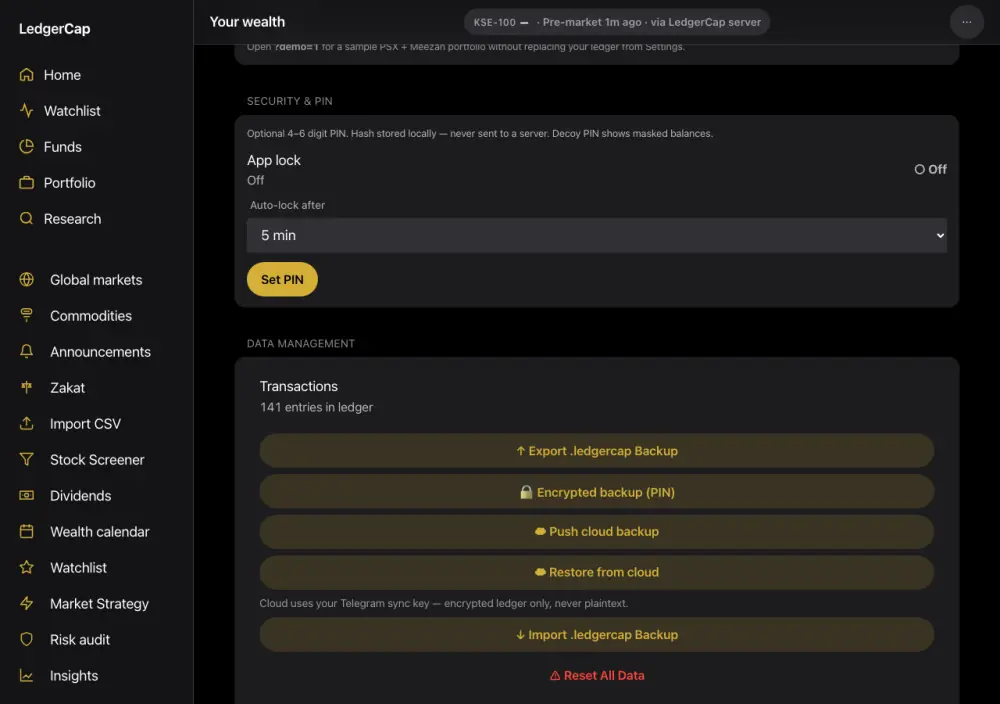 LedgerCap
Home
Watchlist
Funds
Portfolio
Research
Global markets
Commodities
Announcements
Zakat
Import CSV
Stock Screener
Dividends
Wealth calendar
Watchlist
Market Strategy
Risk audit
Insights
Your wealth
KSE-100 — · Pre-market 1m ago · via LedgerCap server
...
Open ?demo=1 for a sample PSX + Meezan portfolio without replacing your ledger from Settings.
SECURITY & PIN
Optional 4–6 digit PIN. Hash stored locally — never sent to a server. Decoy PIN shows masked balances.
App lock
Off
Off
Auto-lock after
5 min
Set PIN
DATA MANAGEMENT
Transactions
141 entries in ledger
↑ Export .ledgercap Backup
🔒 Encrypted backup (PIN)
☁ Push cloud backup
☁ Restore from cloud
Cloud uses your Telegram sync key — encrypted ledger only, never plaintext.
↓ Import .ledgercap Backup
⚠ Reset All Data